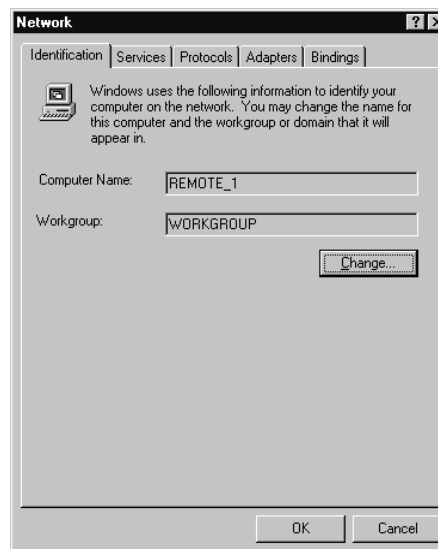 Network
Identification Services Protocols Adapters Bindings
Windows uses the following information to identify your
computer on the network. You may change the name for
this computer and the workgroup or domain that it will
appear in.
Computer Name: REMOTE_1
Workgroup: WORKGROUP
Change...
OK Cancel